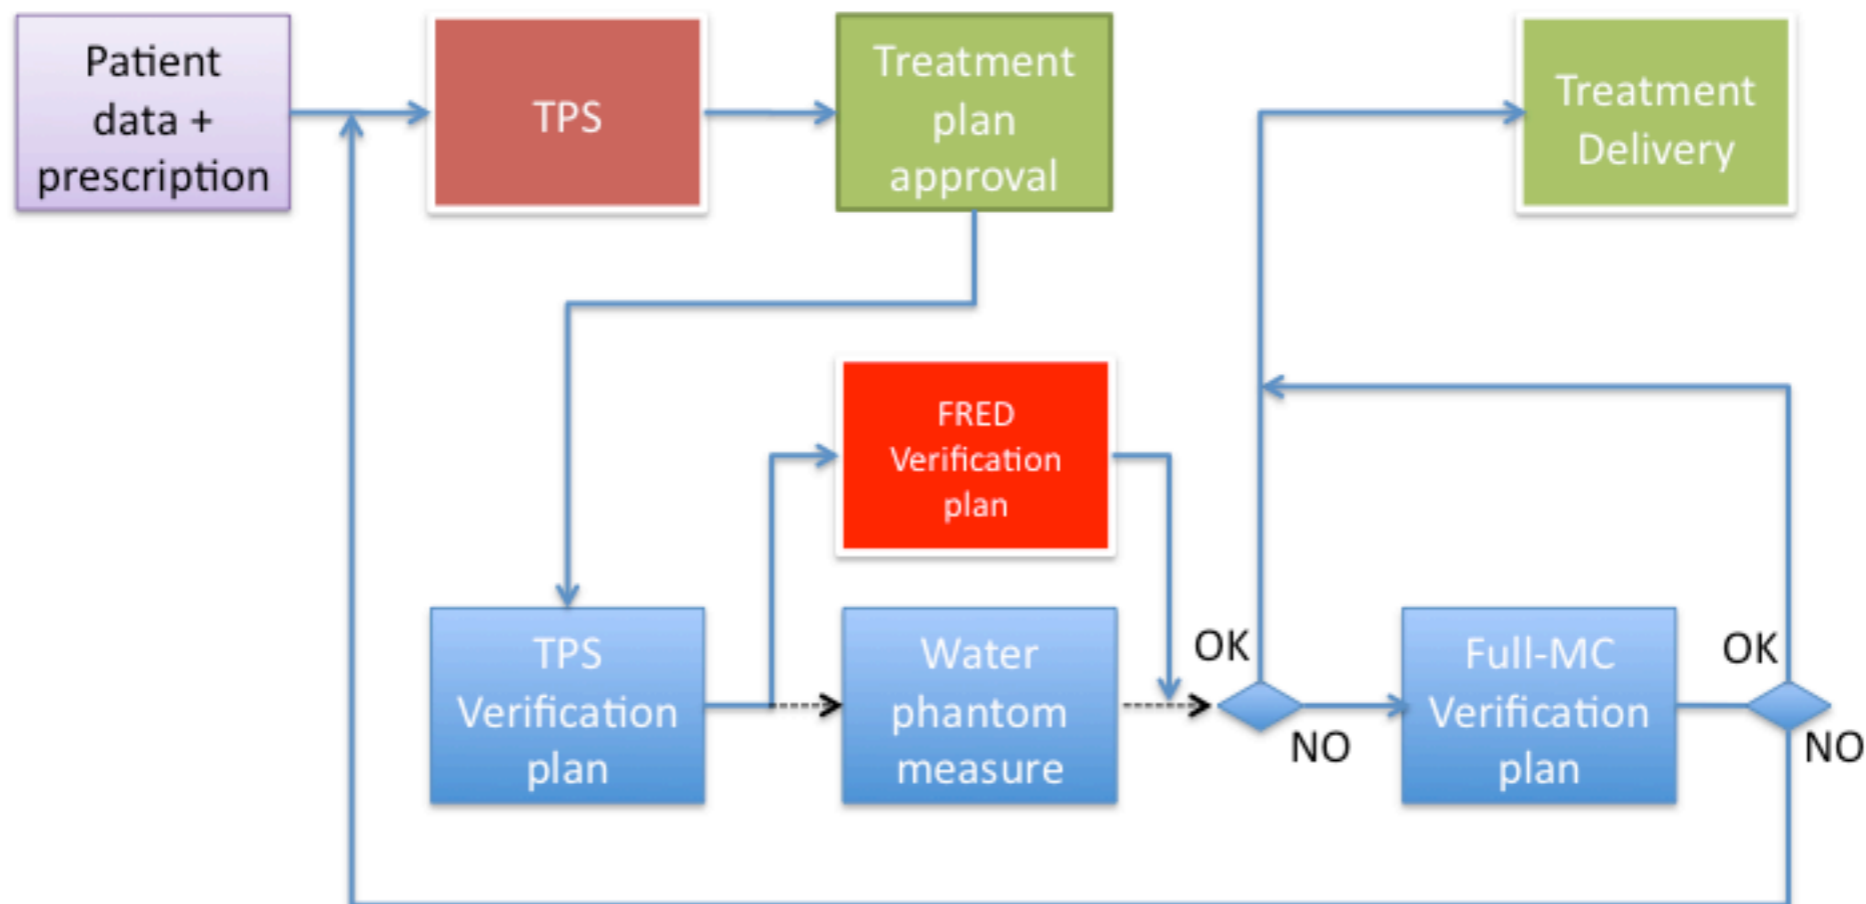 Patient
data +
prescription
TPS
Treatment
plan
approval
Treatment
Delivery
FRED
Verification
plan
TPS
Verification
plan
Water
phantom
measure
OK
NO
Full-MC
Verification
plan
OK
NO